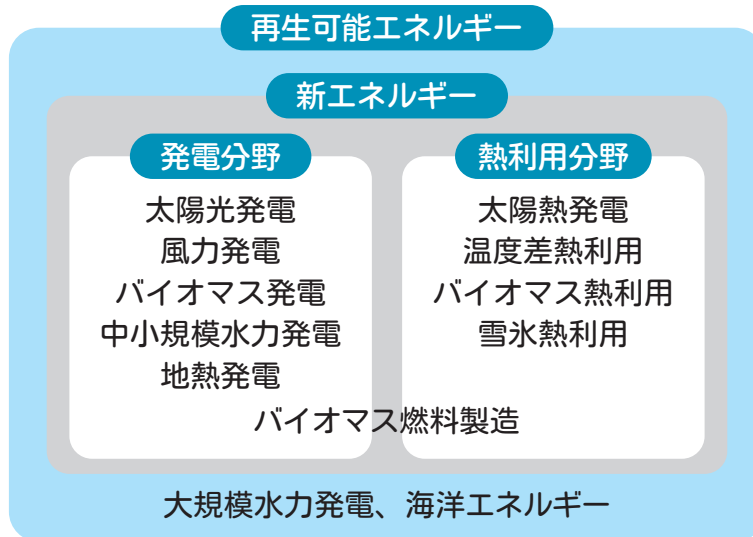 再生可能エネルギー
新エネルギー
発電分野
太陽光発電
風力発電
バイオマス発電
中小規模水力発電
地熱発電
熱利用分野
太陽熱発電
温度差熱利用
バイオマス熱利用
雪氷熱利用
バイオマス燃料製造
大規模水力発電、海洋エネルギー